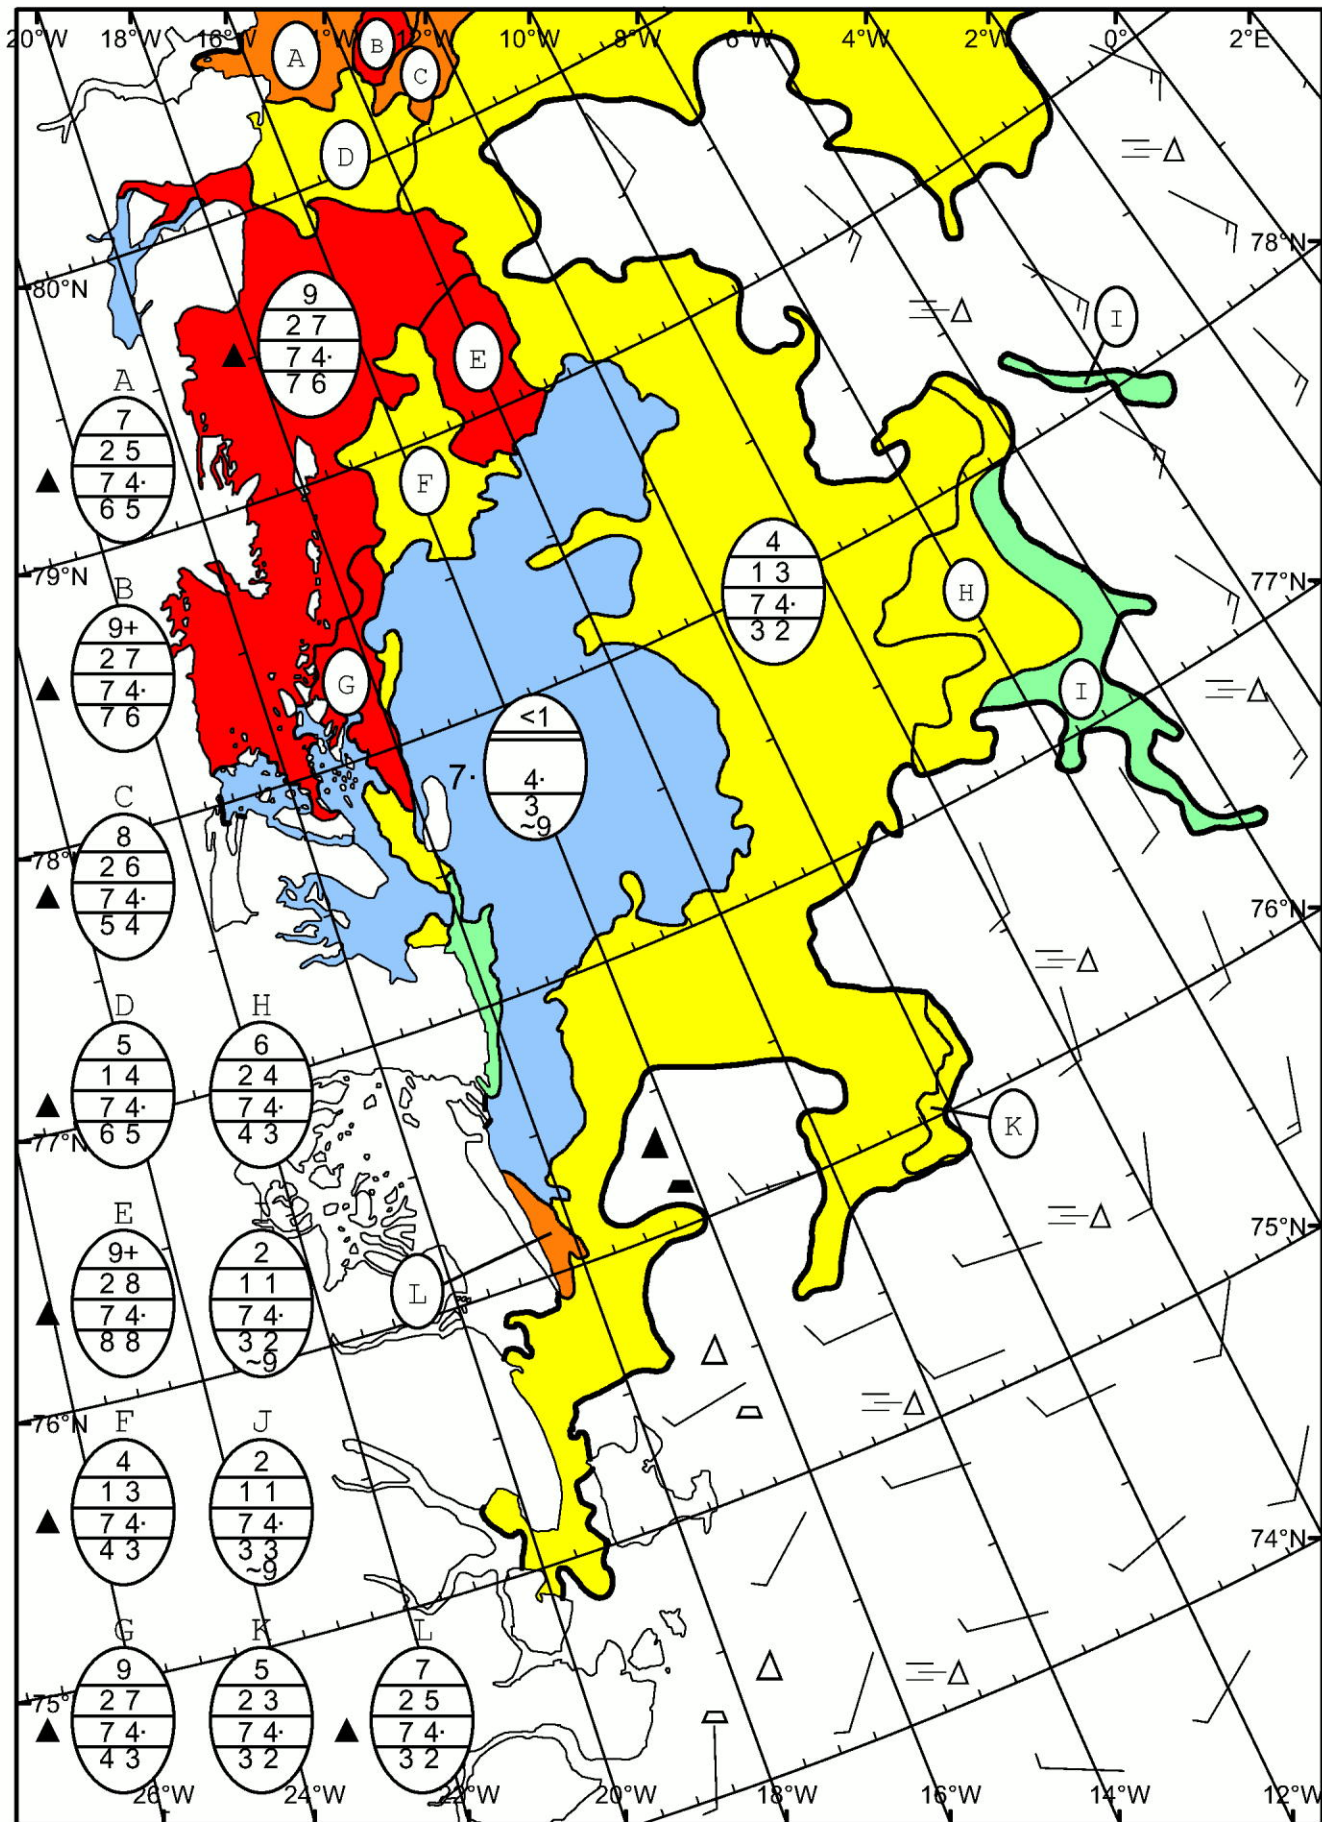 20°W 18°W 16°W 14°W 12°W 10°W 8°W 6°W 4°W 2°W 0° 2°E
A
B
C
D
78°N
80°N
9
2 7
7 4·
7 6
I
E
A
7
2 5
7 4·
6 5
F
4
1 3
7 4·
3 2
79°N
77°N
H
B
9+
2 7
7 4·
7 6
G
I
<1
7·
4·
3
~9
C
8
2 6
7 4·
5 4
78°
76°N
D
5
1 4
7 4·
6 5
H
6
2 4
7 4·
4 3
K
77°N
75°N
E
9+
2 8
7 4·
8 8
2
1 1
7 4·
3 2
~9
L
76°N
F
4
1 3
7 4·
4 3
J
2
1 1
7 4·
3 3
~9
74°N
G
9
2 7
7 4·
4 3
K
5
2 3
7 4·
3 2
L
7
2 5
7 4·
3 2
75°
26°W 24°W 22°W 20°W 18°W 16°W 14°W 12°W